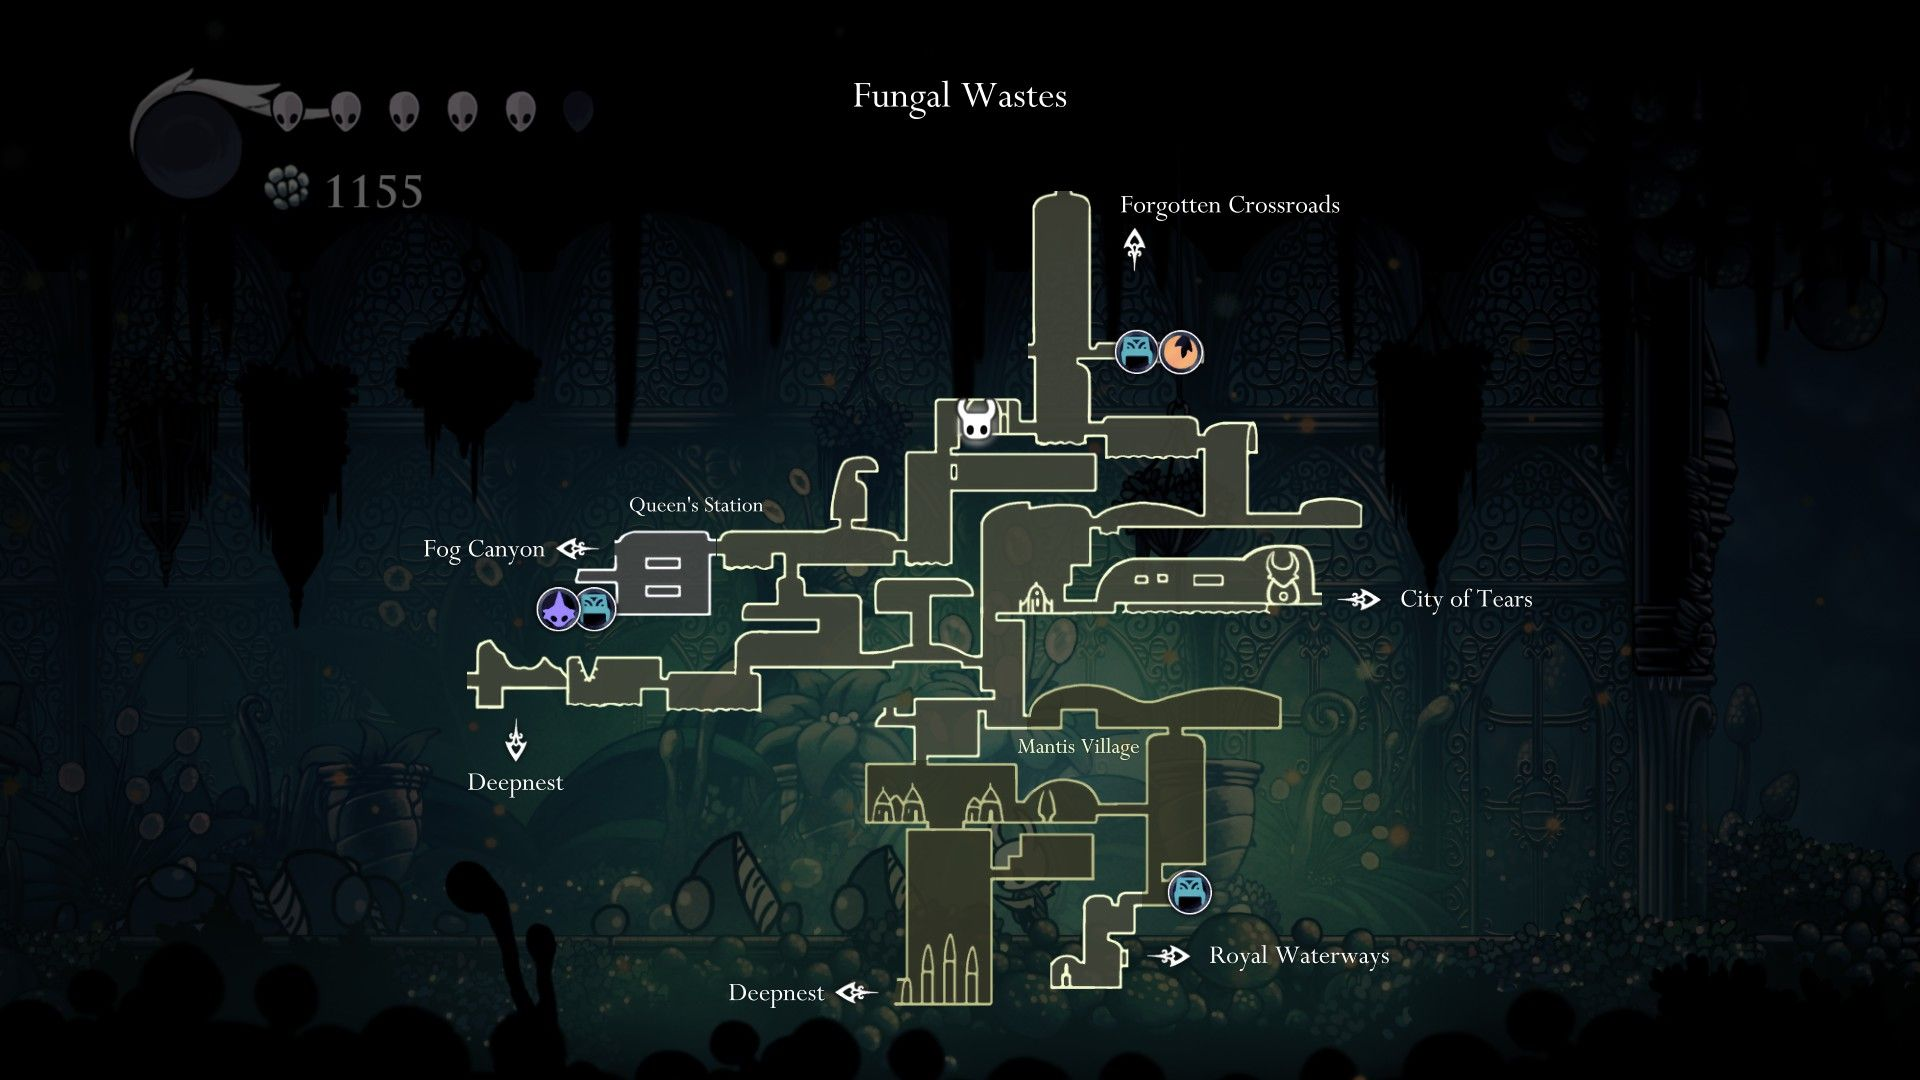 Fungal Wastes
1155
Forgotten Crossroads
Queen's Station
Fog Canyon
City of Tears
Mantis Village
Deepnest
Royal Waterways
Deepnest